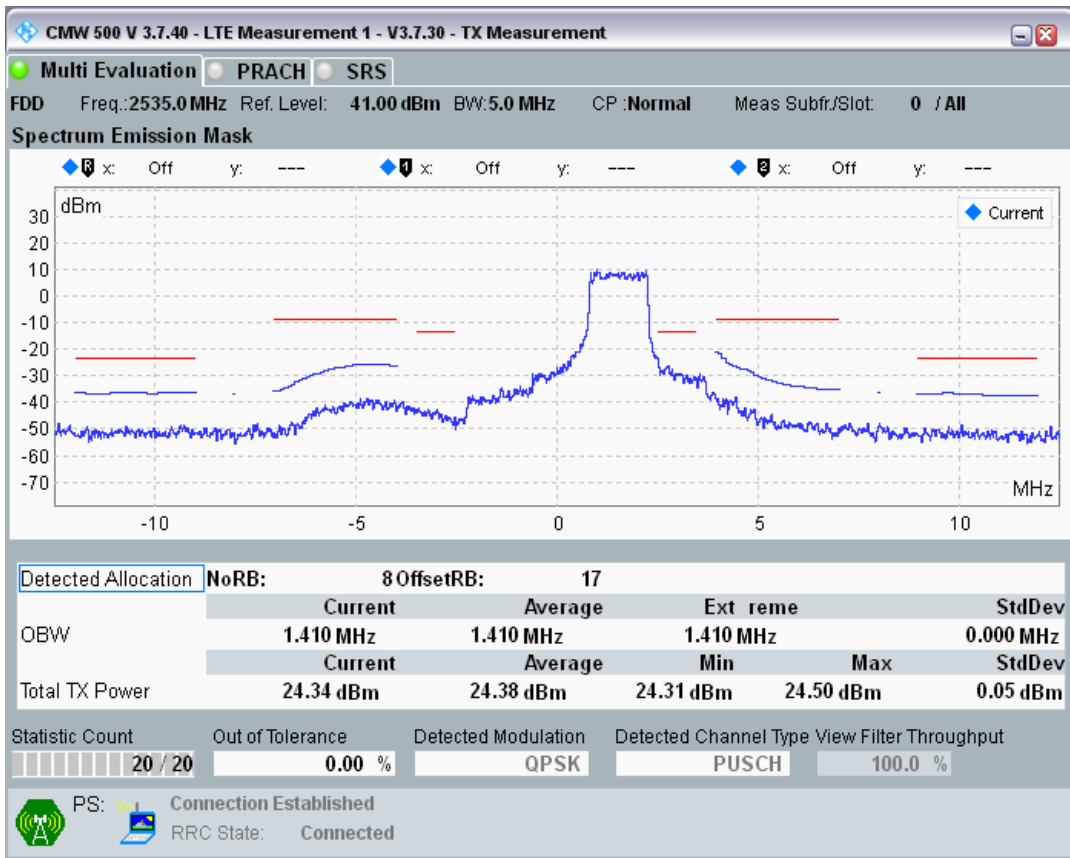 CMW 500 V 3.7.40 - LTE Measurement 1 - V3.7.30 - TX Measurement
Multi Evaluation PRACH SRS
FDD Freq.:2535.0 MHz Ref. Level: 41.00 dBm BW:5.0 MHz CP :Normal Meas Subfr./Slot: 0 / All
Spectrum Emission Mask
R x: Off y: --- 1 x: Off y: --- 2 x: Off y: ---
dBm
Current
30
20
10
0
-10
-20
-30
-40
-50
-60
-70
MHz
-10 -5 0 5 10
Detected Allocation NoRB: 8 OffsetRB: 17
Current Average Ext reme StdDev
OBW 1.410 MHz 1.410 MHz 1.410 MHz 0.000 MHz
Current Average Min Max StdDev
Total TX Power 24.34 dBm 24.38 dBm 24.31 dBm 24.50 dBm 0.05 dBm
Statistic Count Out of Tolerance Detected Modulation Detected Channel Type View Filter Throughput
20 / 20 0.00 % QPSK PUSCH 100.0 %
PS: Connection Established
RRC State: Connected